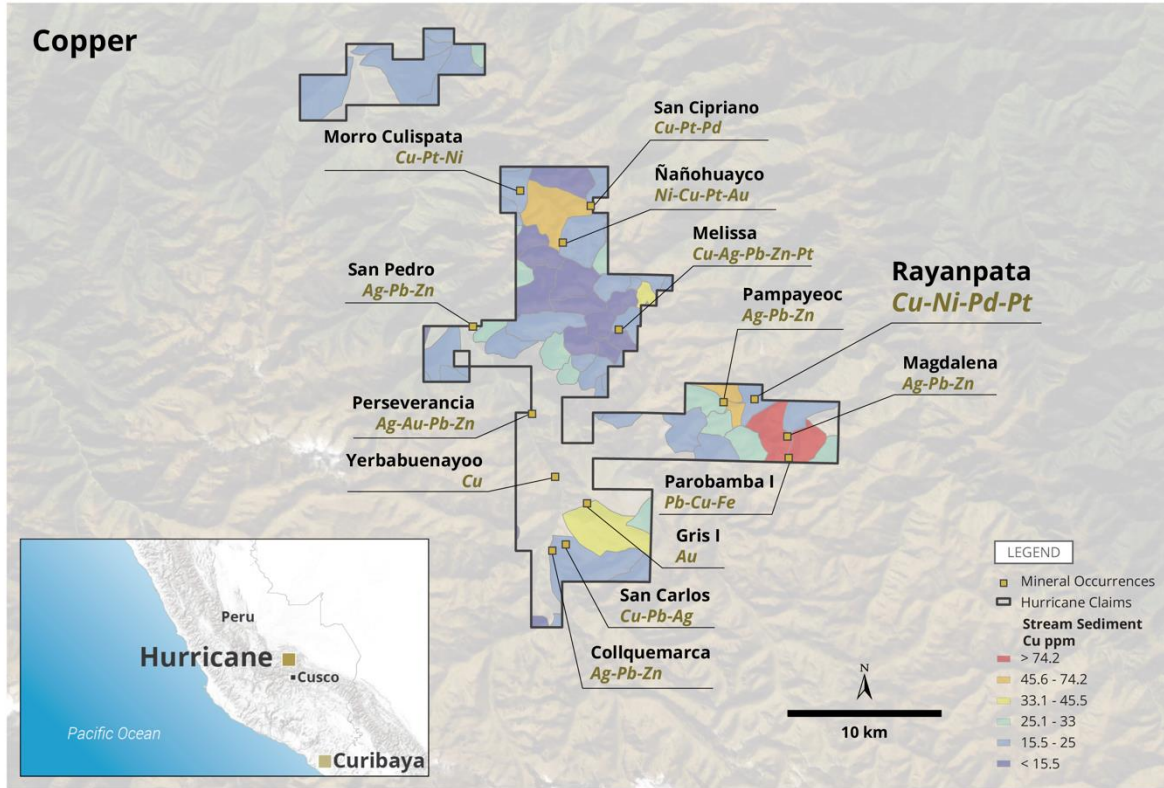 Copper
San Cipriano
Cu-Pt-Pd
Morro Culispata
Cu-Pt-Ni
Ñañohuayco
Ni-Cu-Pt-Au
Melissa
Cu-Ag-Pb-Zn-Pt
San Pedro
Ag-Pb-Zn
Rayanpata
Cu-Ni-Pd-Pt
Pampayeoc
Ag-Pb-Zn
Magdalena
Ag-Pb-Zn
Perseverancia
Ag-Au-Pb-Zn
Yerbabuenayoo
Cu
Parobamba I
Pb-Cu-Fe
Gris I
Au
San Carlos
Cu-Pb-Ag
Collquemarca
Ag-Pb-Zn
Peru
Hurricane
Cusco
Pacific Ocean
Curibaya
N
10 km
LEGEND
Mineral Occurrences
Hurricane Claims
Stream Sediment
Cu ppm
> 74.2
45.6 - 74.2
33.1 - 45.5
25.1 - 33
15.5 - 25
< 15.5